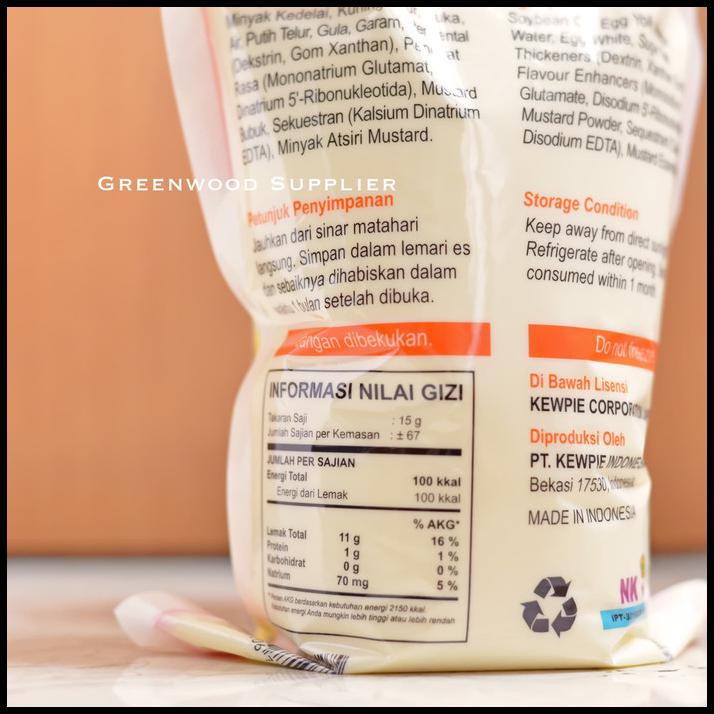 Minyak Kedelai, Kuning
Air, Putih Telur, Gula, Garam,
(Dekstrin, Gom Xanthan),
Rasa (Mononatrium Glutamat,
Dinatrium 5'-Ribonukleotida), Mustard
Bubuk, Sekuestran (Kalsium Dinatrium
EDTA), Minyak Atsiri Mustard.
Soybean Egg Yolk
Water, Egg White,
Thickeners (Dextrin,
Flavour Enhancers
Glutamate, Disodium
Mustard Powder,
Disodium EDTA), Mustard
GREENWOOD SUPPLIER
Petunjuk Penyimpanan
Jauhkan dari sinar matahari
langsung. Simpan dalam lemari es
dan sebaiknya dihabiskan dalam
waktu 1 bulan setelah dibuka.
Jangan dibekukan.
Storage Condition
Keep away from direct
Refrigerate after opening.
consumed within 1 month
Do not
INFORMASI NILAI GIZI
Takaran Saji : 15 g
Jumlah Sajian per Kemasan : ± 67
JUMLAH PER SAJIAN
Energi Total 100 kkal
Energi dari Lemak 100 kkal
% AKG*
Lemak Total 11 g 16 %
Protein 1 g 1 %
Karbohidrat 0 g 0 %
Natrium 70 mg 5 %
* Persen AKG berdasarkan kebutuhan energi 2150 kkal.
Kebutuhan energi Anda mungkin lebih tinggi atau lebih rendah
Di Bawah Lisensi
KEWPIE CORPORATION
Diproduksi Oleh
PT. KEWPIE INDONESIA
Bekasi 17530, Indonesia
MADE IN INDONESIA
NK